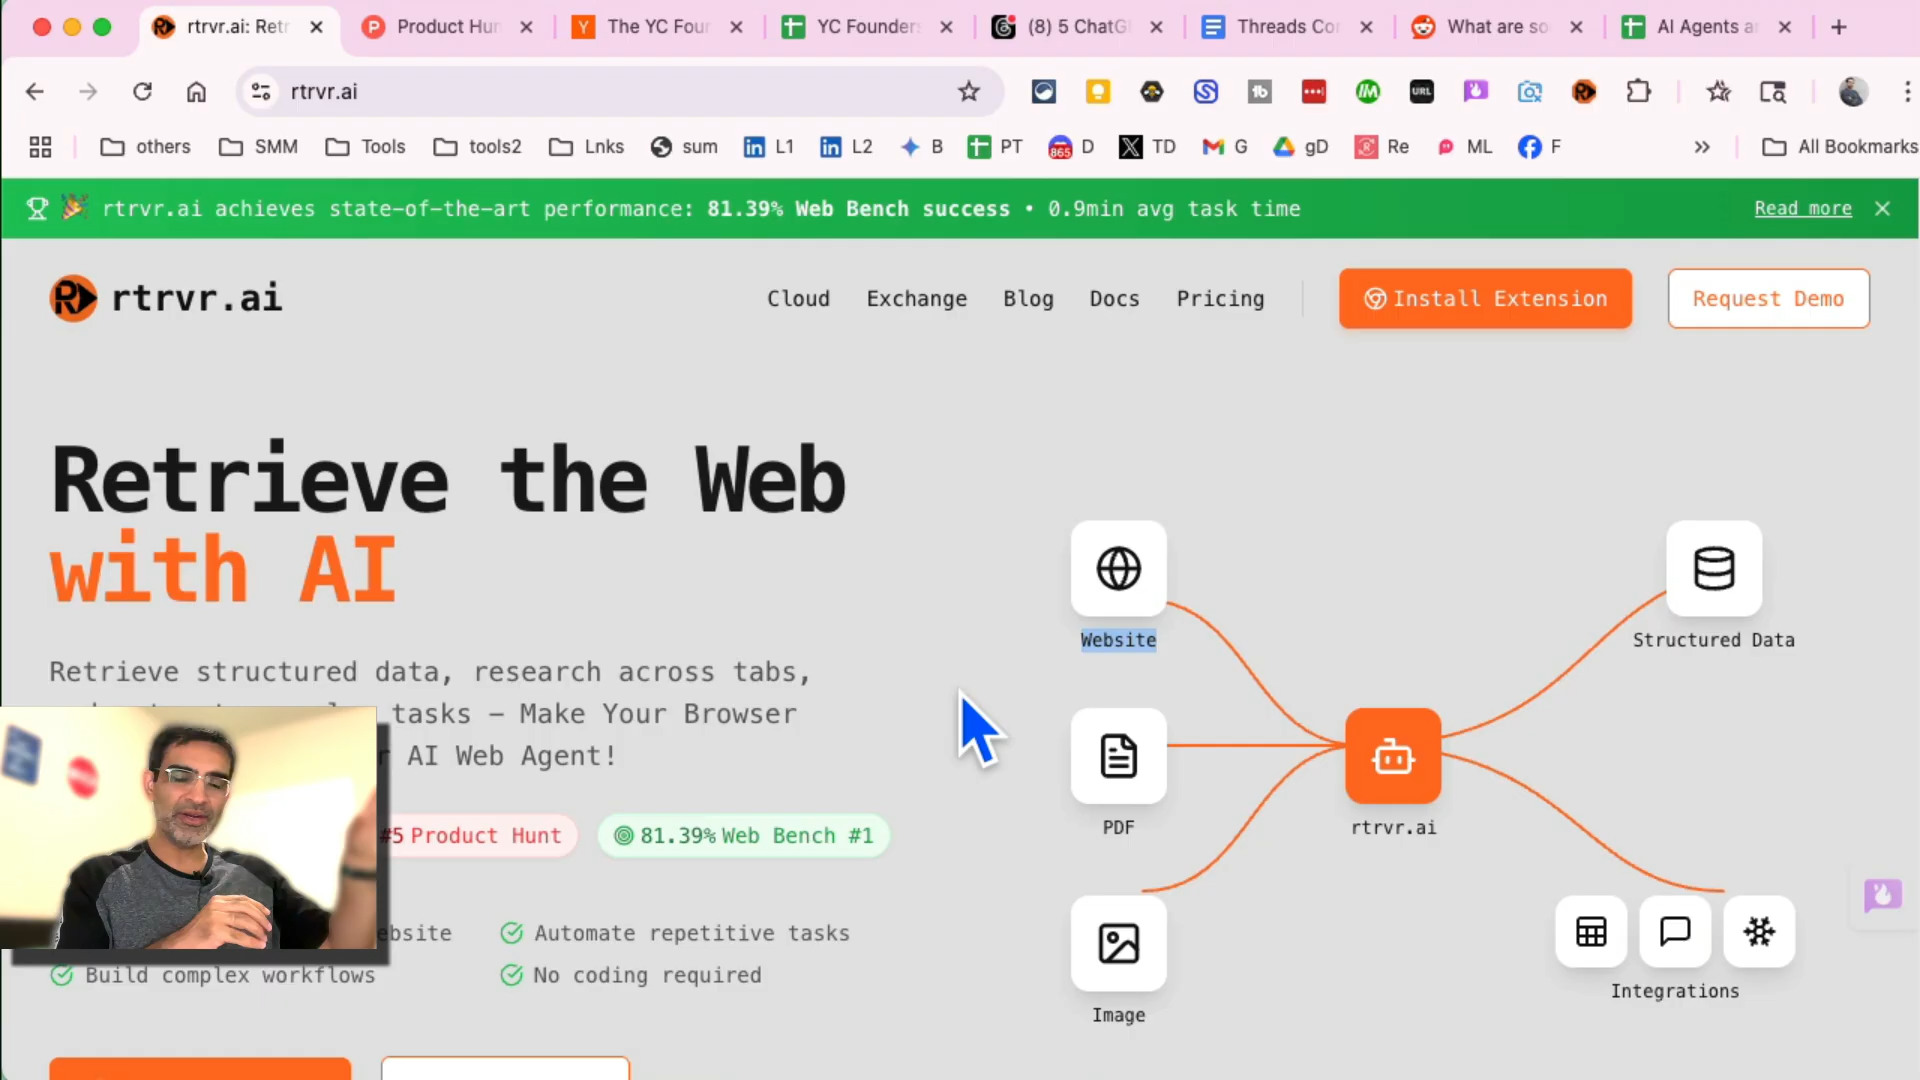 rtrvr.ai: Retr
Product Hun
The YC Four
YC Founders
(8) 5 ChatG
Threads Co
What are so
AI Agents a
rtrvr.ai
others
SMM
Tools
tools2
Lnks
sum
L1
L2
B
PT
865
D
TD
G
gD
Re
ML
F
All Bookmarks
URL
rtrvr.ai achieves state-of-the-art performance: 81.39% Web Bench success • 0.9min avg task time
Read more
rtrvr.ai
Cloud
Exchange
Blog
Docs
Pricing
Install Extension
Request Demo
Retrieve the Web
with AI
Retrieve structured data, research across tabs,
tasks — Make Your Browser
AI Web Agent!
#5 Product Hunt
81.39% Web Bench #1
ebsite
Automate repetitive tasks
Build complex workflows
No coding required
Website
PDF
Image
rtrvr.ai
Structured Data
Integrations